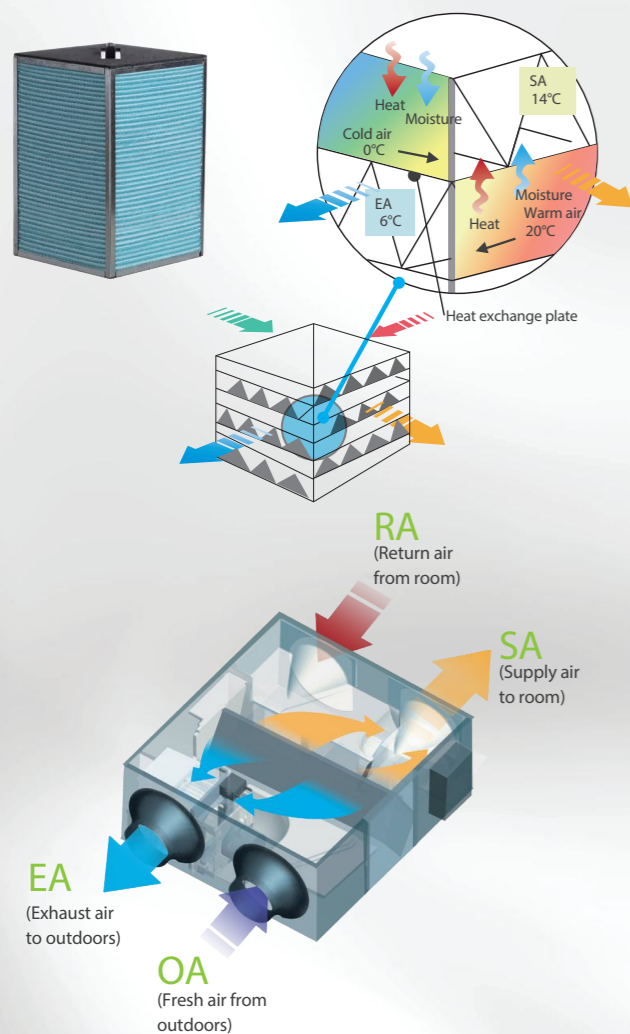 SA
14°C
Heat
Moisture
Cold air
0°C
EA
6°C
Moisture
Warm air
20°C
Heat
Heat exchange plate
RA
(Return air
from room)
SA
(Supply air
to room)
EA
(Exhaust air
to outdoors)
OA
(Fresh air from
outdoors)